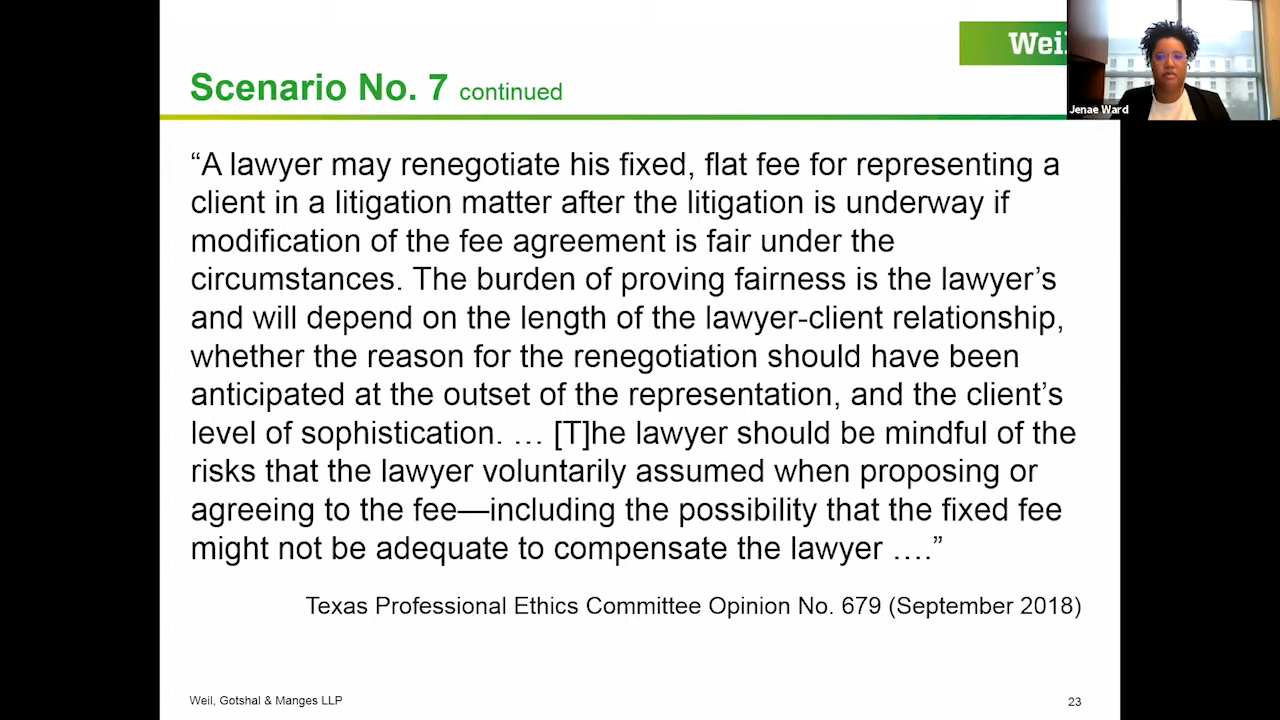 Weil
Jenae Ward
Scenario No. 7 continued
“A lawyer may renegotiate his fixed, flat fee for representing a
client in a litigation matter after the litigation is underway if
modification of the fee agreement is fair under the
circumstances. The burden of proving fairness is the lawyer’s
and will depend on the length of the lawyer-client relationship,
whether the reason for the renegotiation should have been
anticipated at the outset of the representation, and the client’s
level of sophistication. … [T]he lawyer should be mindful of the
risks that the lawyer voluntarily assumed when proposing or
agreeing to the fee—including the possibility that the fixed fee
might not be adequate to compensate the lawyer ….”
Texas Professional Ethics Committee Opinion No. 679 (September 2018)
Weil, Gotshal & Manges LLP
23